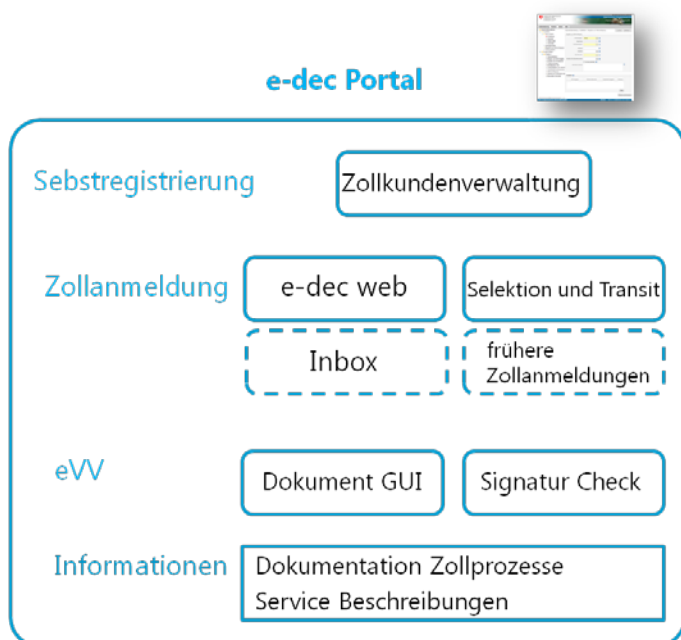 e-dec Portal
Sebstregistrierung
Zollkundenverwaltung
Zollanmeldung
e-dec web
Selektion und Transit
Inbox
frühere
Zollanmeldungen
eVV
Dokument GUI
Signatur Check
Informationen
Dokumentation Zollprozesse
Service Beschreibungen